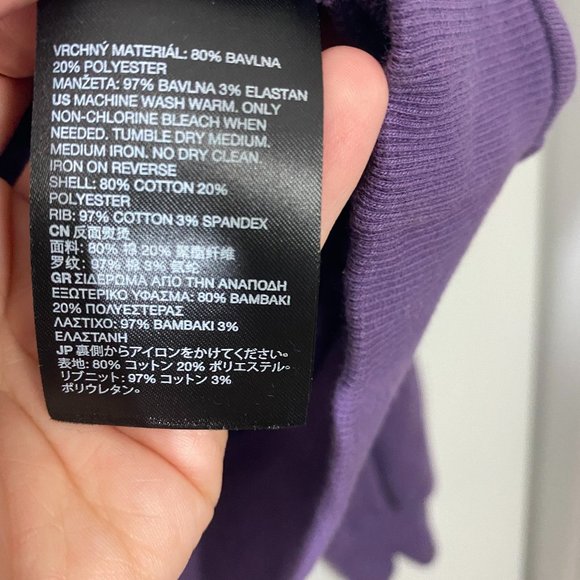 VRCHNÝ MATERIÁL: 80% BAVLNA
20% POLYESTER
MANŽETA: 97% BAVLNA 3% ELASTAN
US MACHINE WASH WARM. ONLY
NON-CHLORINE BLEACH WHEN
NEEDED. TUMBLE DRY MEDIUM.
MEDIUM IRON. NO DRY CLEAN.
IRON ON REVERSE
SHELL: 80% COTTON 20%
POLYESTER
RIB: 97% COTTON 3% SPANDEX
CN 反面熨烫
面料: 80% 棉 20% 聚酯纤维
罗纹: 97% 棉 3% 氨纶
GR ΣΙΔΕΡΩΜΑ ΑΠΟ ΤΗΝ ΑΝΑΠΟΔΗ
ΕΞΩΤΕΡΙΚΟ ΥΦΑΣΜΑ: 80% ΒΑΜΒΑΚΙ
20% ΠΟΛΥΕΣΤΕΡΑΣ
ΛΑΣΤΙΧΟ: 97% ΒΑΜΒΑΚΙ 3%
ΕΛΑΣΤΑΝΗ
JP 裏側からアイロンをかけてください。
表地: 80% コットン 20% ポリエステル
リブニット: 97% コットン 3%
ポリウレタン。